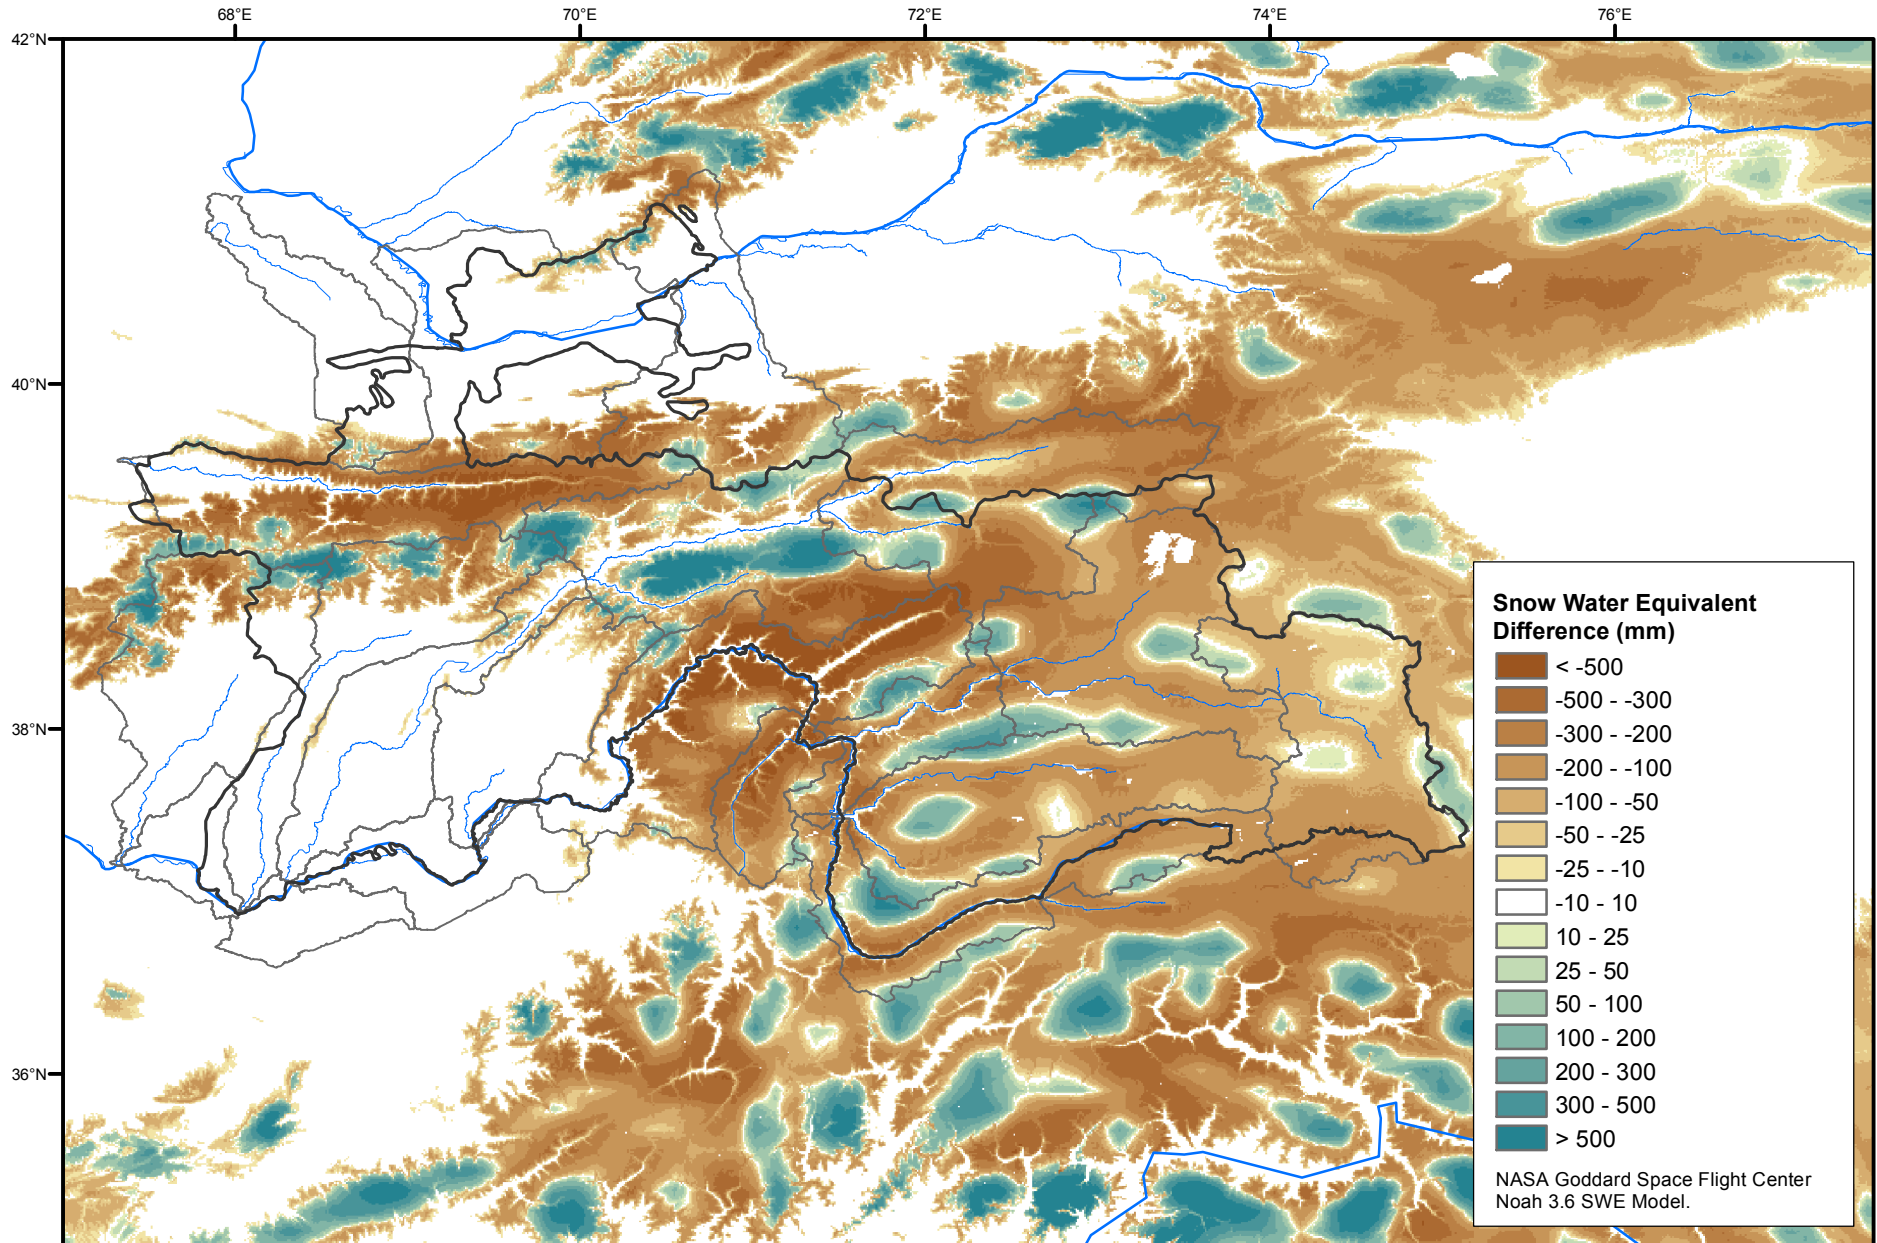 68°E 70°E 72°E 74°E 76°E
42°N
40°N
38°N
36°N
Snow Water Equivalent
Difference (mm)
< -500
-500 - -300
-300 - -200
-200 - -100
-100 - -50
-50 - -25
-25 - -10
-10 - 10
10 - 25
25 - 50
50 - 100
100 - 200
200 - 300
300 - 500
> 500
NASA Goddard Space Flight Center
Noah 3.6 SWE Model.